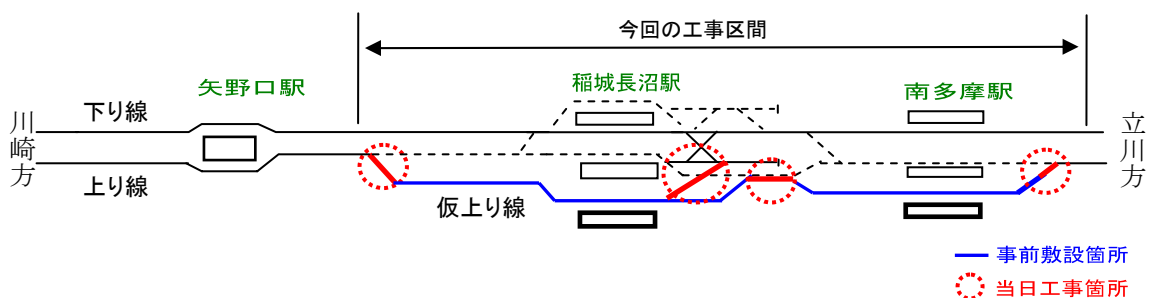 今回の工事区間
矢野口駅
稲城長沼駅
南多摩駅
下り線
川崎方
立川方
上り線
仮上り線
事前敷設箇所
当日工事箇所